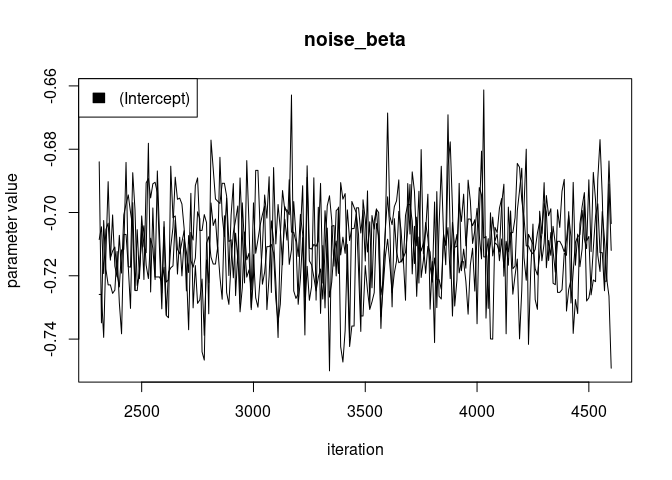 noise_beta
(Intercept)
parameter value
-0.66
-0.68
-0.70
-0.72
-0.74
2500 3000 3500 4000 4500
iteration